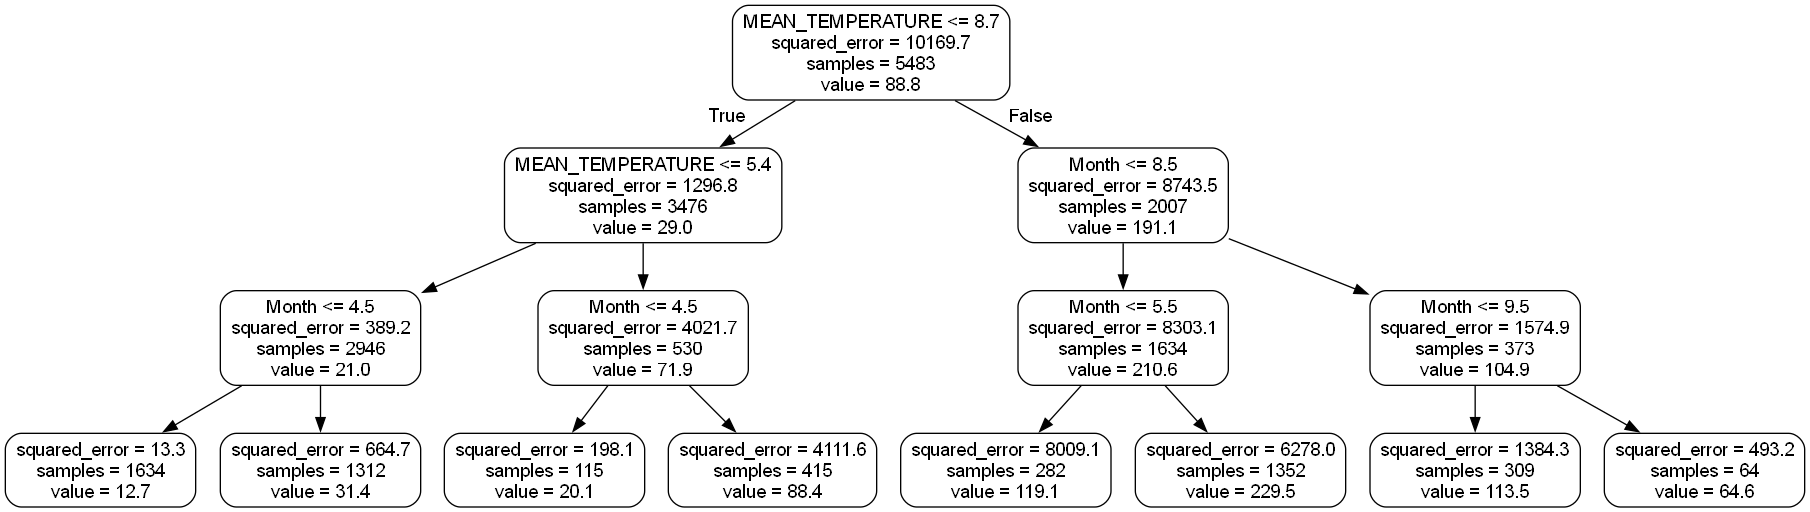 MEAN_TEMPERATURE <= 8.7
squared_error = 10169.7
samples = 5483
value = 88.8
True
False
MEAN_TEMPERATURE <= 5.4
squared_error = 1296.8
samples = 3476
value = 29.0
Month <= 8.5
squared_error = 8743.5
samples = 2007
value = 191.1
Month <= 4.5
squared_error = 389.2
samples = 2946
value = 21.0
Month <= 4.5
squared_error = 4021.7
samples = 530
value = 71.9
Month <= 5.5
squared_error = 8303.1
samples = 1634
value = 210.6
Month <= 9.5
squared_error = 1574.9
samples = 373
value = 104.9
squared_error = 13.3
samples = 1634
value = 12.7
squared_error = 664.7
samples = 1312
value = 31.4
squared_error = 198.1
samples = 115
value = 20.1
squared_error = 4111.6
samples = 415
value = 88.4
squared_error = 8009.1
samples = 282
value = 119.1
squared_error = 6278.0
samples = 1352
value = 229.5
squared_error = 1384.3
samples = 309
value = 113.5
squared_error = 493.2
samples = 64
value = 64.6